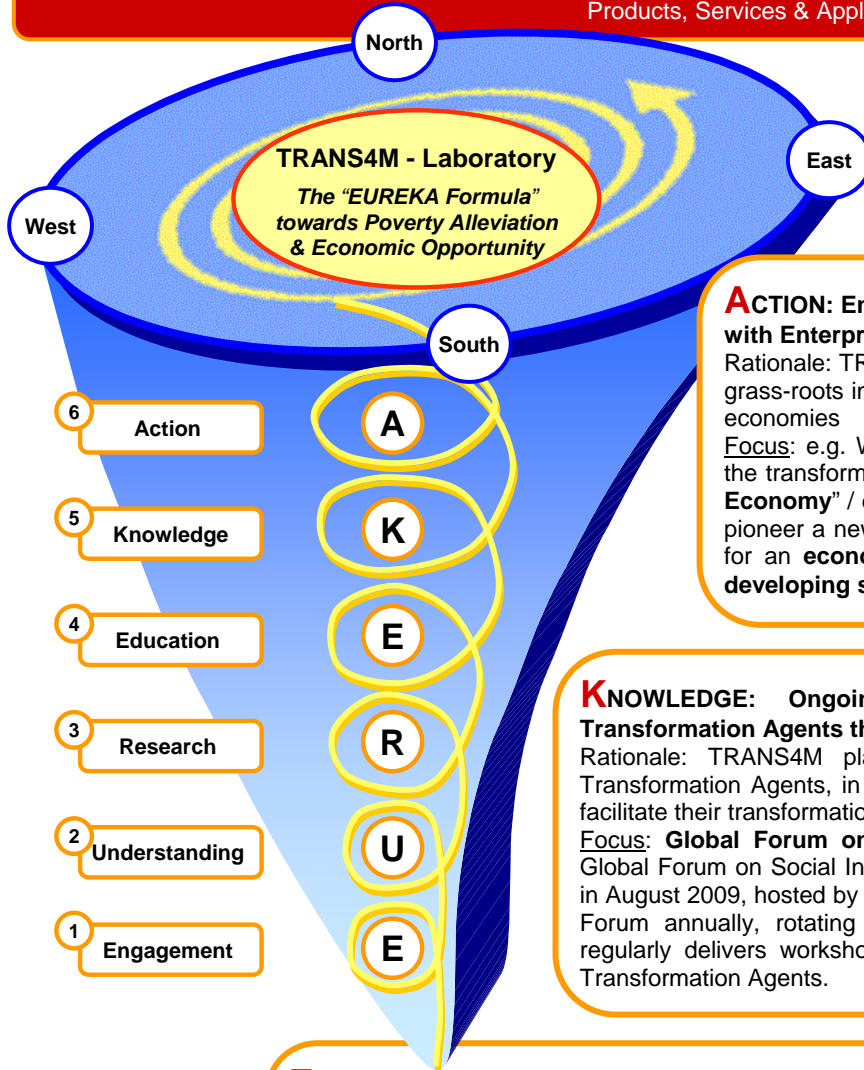 Products, Services & Appl
North
East
West
South
TRANS4M - Laboratory
The "EUREKA Formula"
towards Poverty Alleviation
& Economic Opportunity
6
Action
A
5
Knowledge
K
4
Education
E
3
Research
R
2
Understanding
U
1
Engagement
E
ACTION: En
with Enterpr
Rationale: TR
grass-roots in
economies
Focus: e.g. W
the transform
Economy" /
pioneer a new
for an econo
developing s
KNOWLEDGE: Ongoin
Transformation Agents th
Rationale: TRANS4M pla
Transformation Agents, in
facilitate their transformatio
Focus: Global Forum on
Global Forum on Social In
in August 2009, hosted by
Forum annually, rotating
regularly delivers worksho
Transformation Agents.